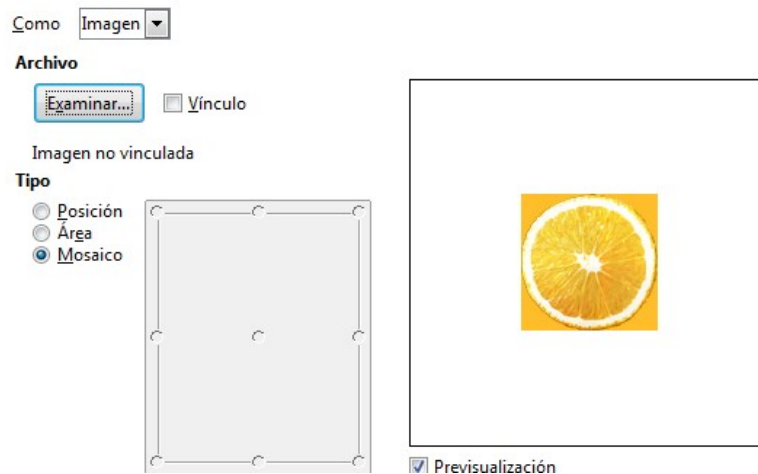 Como Imagen
Archivo
Examinar... Vínculo
Imagen no vinculada
Tipo
Posición
Área
Mosaico
Previsualización